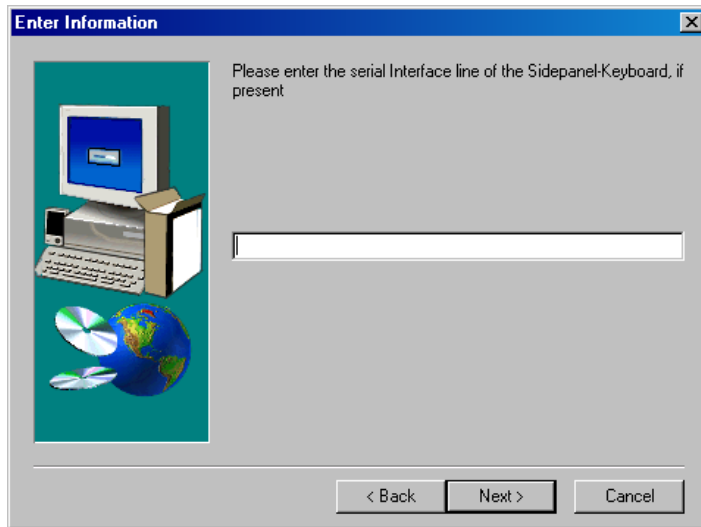 Enter Information
Please enter the serial Interface line of the Sidepanel-Keyboard, if
present
< Back
Next >
Cancel